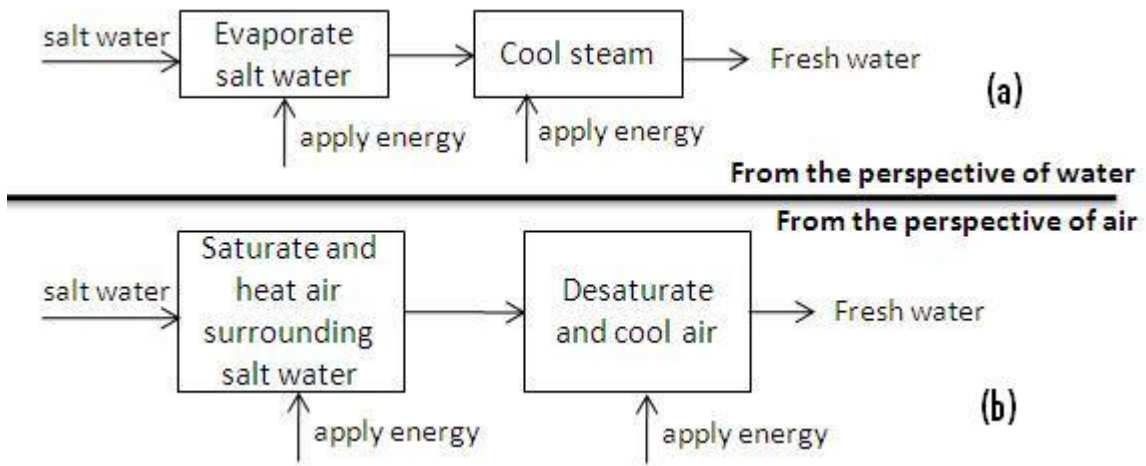 salt water
Evaporate
salt water
Cool steam
Fresh water
(a)
apply energy
apply energy
From the perspective of water
From the perspective of air
salt water
Saturate and
heat air
surrounding
salt water
Desaturate
and cool air
Fresh water
(b)
apply energy
apply energy